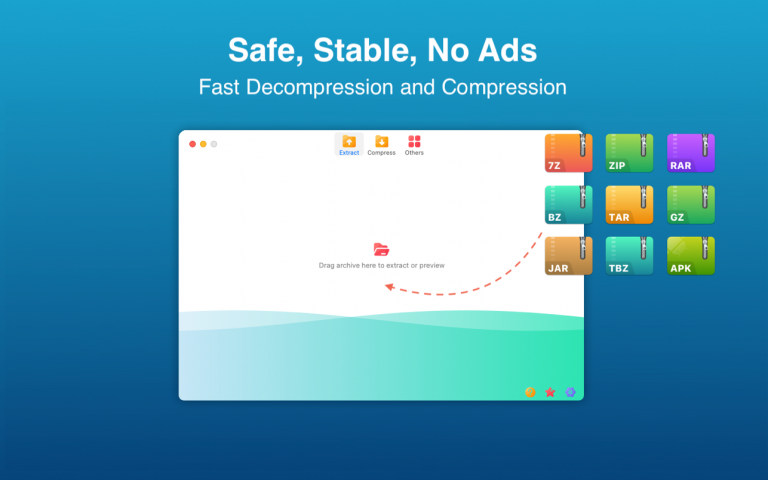 Safe, Stable, No Ads
Fast Decompression and Compression
Extract
Compress
Others
7Z
ZIP
RAR
BZ
TAR
GZ
Drag archive here to extract or preview
JAR
TBZ
APK